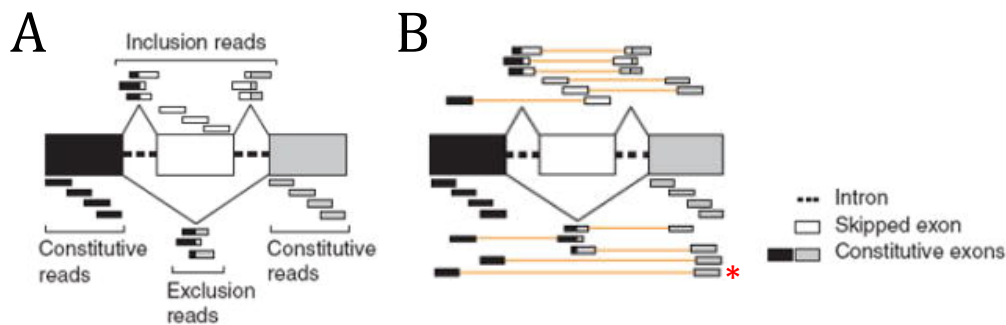 A
B
Inclusion reads
Constitutive
reads
Exclusion
reads
Constitutive
reads
*
Intron
Skipped exon
Constitutive exons